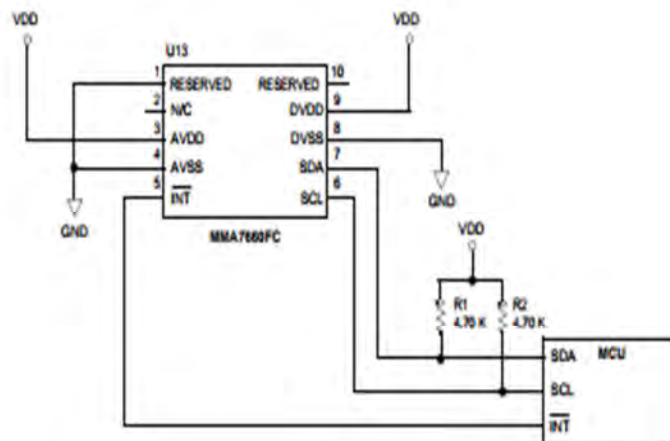 VDD
VDD
U13
1
RESERVED
RESERVED
10
2
N/C
DVDD
9
3
AVDD
DVSS
8
4
AVSS
SDA
7
5
INT
SCL
6
GND
MMA7660FC
GND
VDD
R1
4.70 K
R2
4.70 K
MCU
SDA
SCL
INT